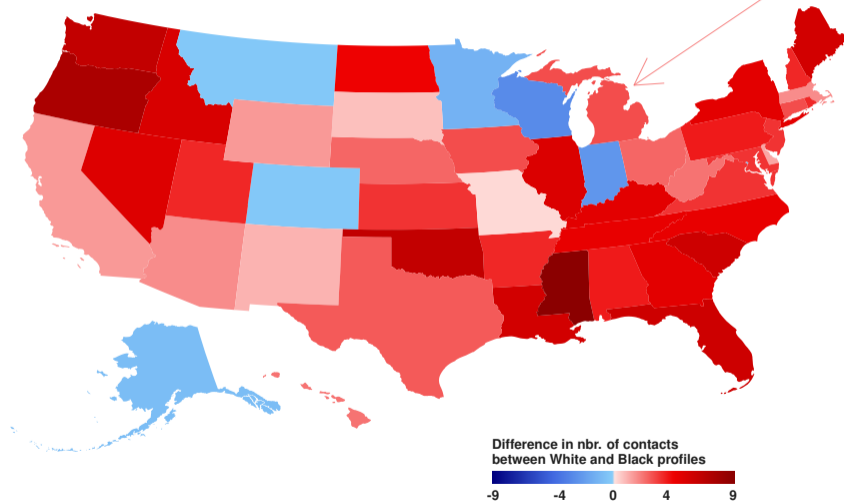 Difference in nbr. of contacts
between White and Black profiles
-9 -4 0 4 9